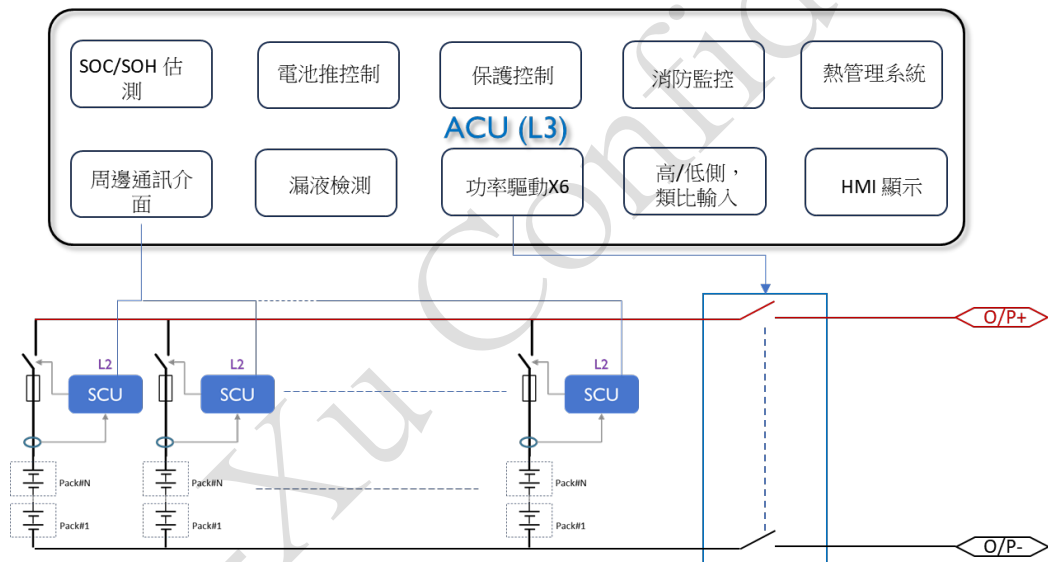 SOC/SOH 估
測
電池推控制
保護控制
消防監控
熱管理系統
ACU (L3)
周邊通訊介
面
漏液檢測
功率驅動X6
高/低側，
類比輸入
HMI 顯示
O/P+
L2
L2
L2
SCU
SCU
SCU
Pack#N
Pack#N
Pack#N
Pack#1
Pack#1
Pack#1
O/P-
Xu Confid